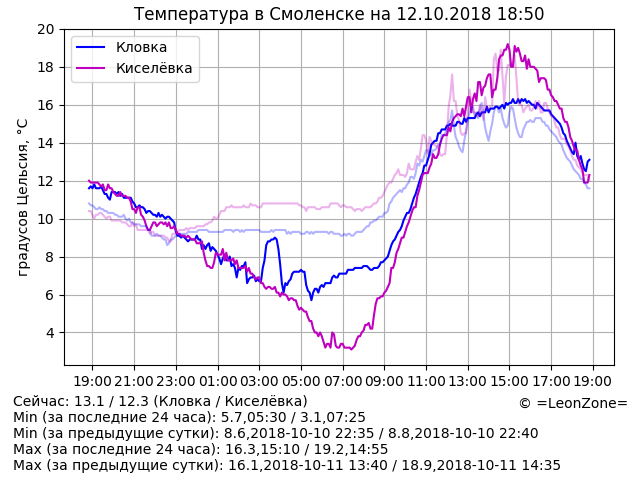 Температура в Смоленске на 12.10.2018 18:50
Кловка
Киселёвка
градусов Цельсия, °C
20
18
16
14
12
10
8
6
4
19:00 21:00 23:00 01:00 03:00 05:00 07:00 09:00 11:00 13:00 15:00 17:00 19:00
Сейчас: 13.1 / 12.3 (Кловка / Киселёвка)
© =LeonZone=
Min (за последние 24 часа): 5.7,05:30 / 3.1,07:25
Min (за предыдущие сутки): 8.6,2018-10-10 22:35 / 8.8,2018-10-10 22:40
Max (за последние 24 часа): 16.3,15:10 / 19.2,14:55
Max (за предыдущие сутки): 16.1,2018-10-11 13:40 / 18.9,2018-10-11 14:35